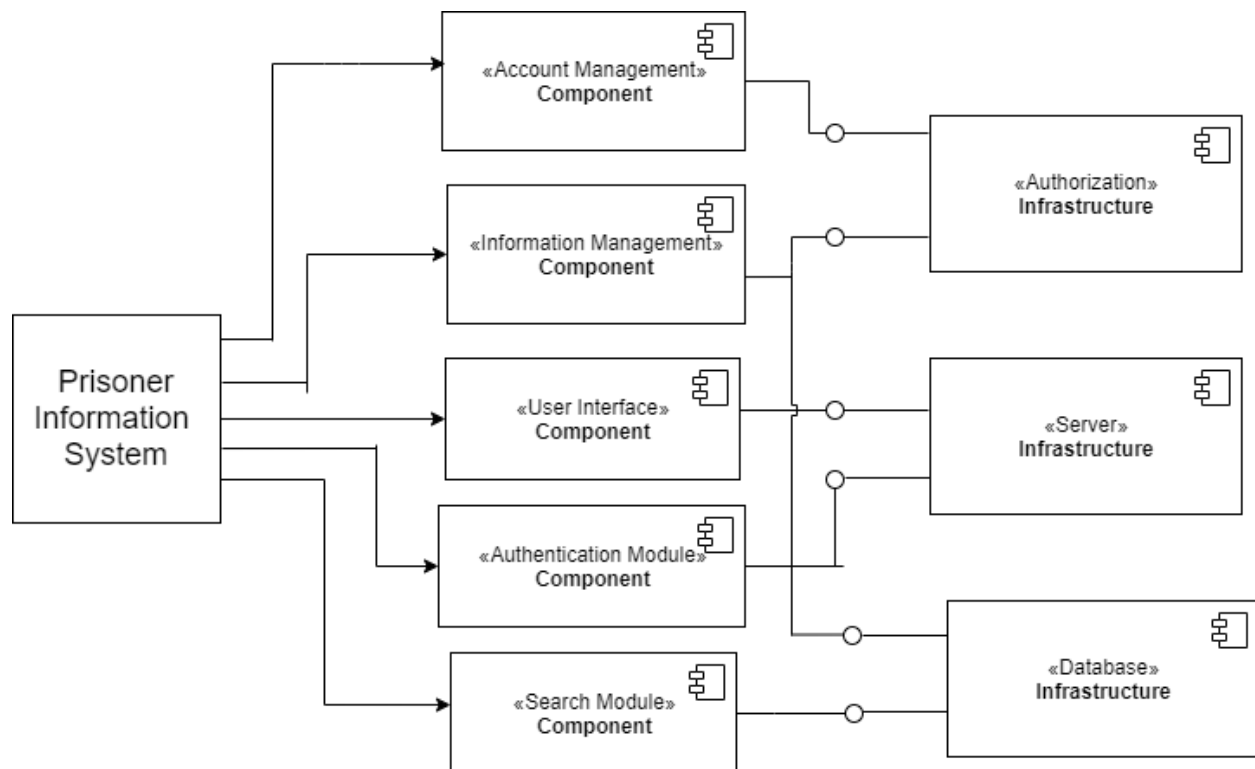 «Account Management»
Component
«Authorization»
Infrastructure
«Information Management»
Component
Prisoner
Information
System
«User Interface»
Component
«Server»
Infrastructure
«Authentication Module»
Component
«Database»
Infrastructure
«Search Module»
Component